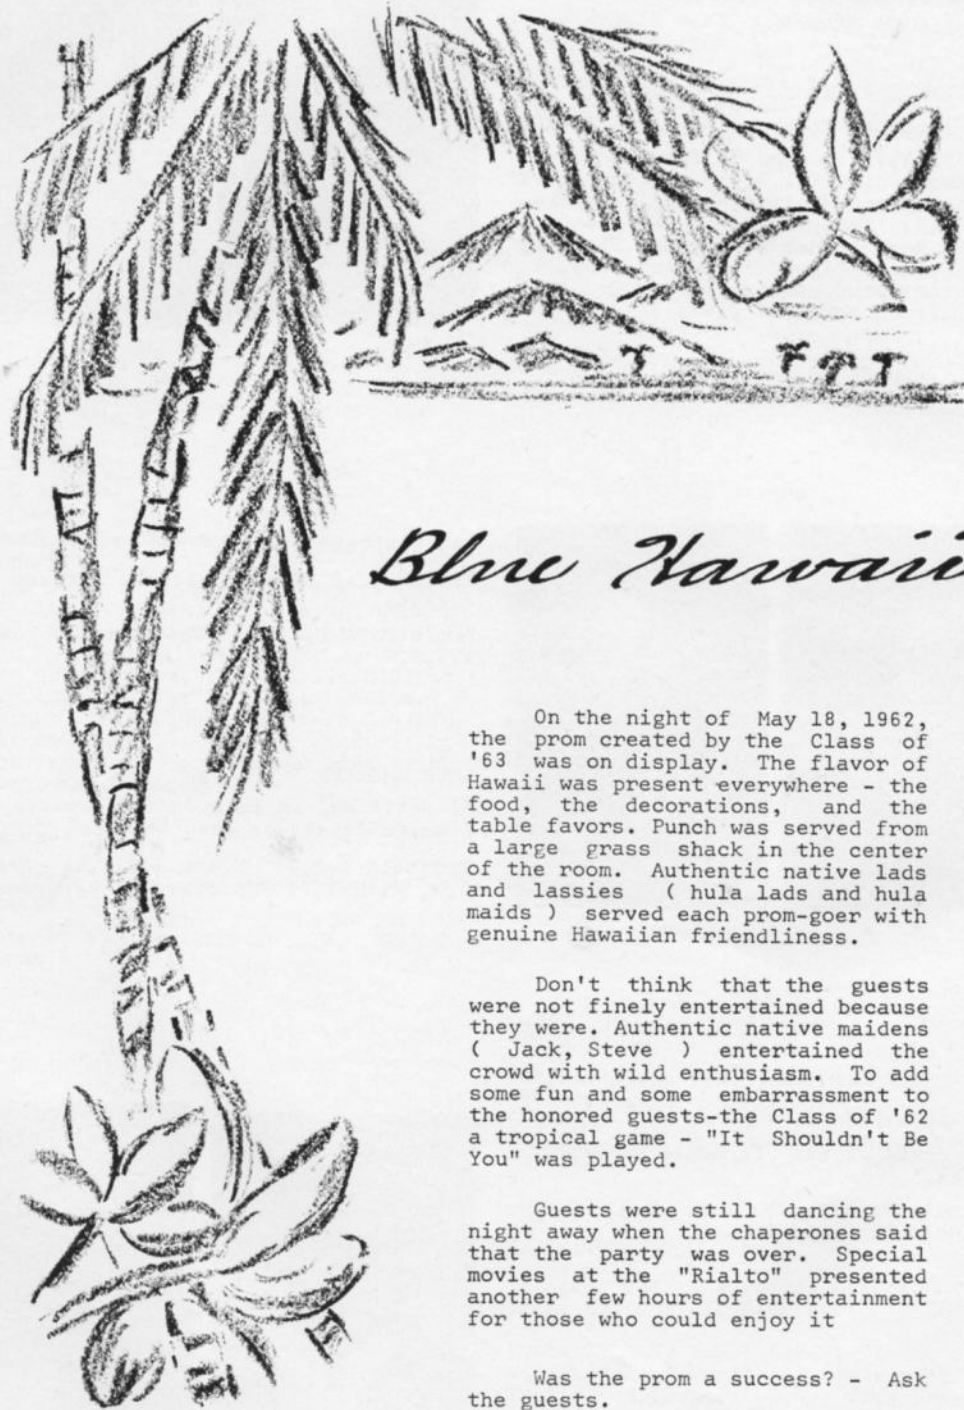 Blue Hawaii
On the night of May 18, 1962,
the prom created by the Class of
'63 was on display. The flavor of
Hawaii was present everywhere - the
food, the decorations, and the
table favors. Punch was served from
a large grass shack in the center
of the room. Authentic native lads
and lassies ( hula lads and hula
maids ) served each prom-goer with
genuine Hawaiian friendliness.
Don't think that the guests
were not finely entertained because
they were. Authentic native maidens
( Jack, Steve ) entertained the
crowd with wild enthusiasm. To add
some fun and some embarrassment to
the honored guests-the Class of '62
a tropical game - "It Shouldn't Be
You" was played.
Guests were still dancing the
night away when the chaperones said
that the party was over. Special
movies at the "Rialto" presented
another few hours of entertainment
for those who could enjoy it
Was the prom a success? - Ask
the guests.